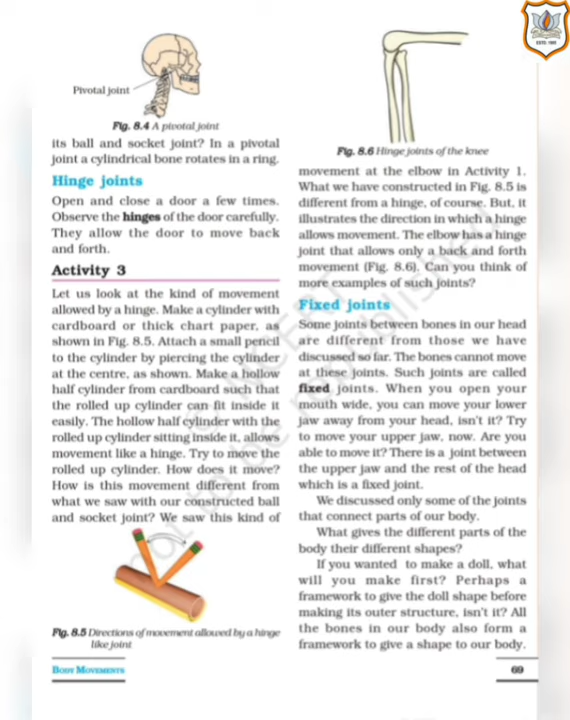 Pivotal joint
Fig. 8.4 A pivotal joint
its ball and socket joint? In a pivotal
joint a cylindrical bone rotates in a ring.
Hinge joints
Open and close a door a few times.
Observe the hinges of the door carefully.
They allow the door to move back
and forth.
Activity 3
Let us look at the kind of movement
allowed by a hinge. Make a cylinder with
cardboard or thick chart paper, as
shown in Fig. 8.5. Attach a small pencil
to the cylinder by piercing the cylinder
at the centre, as shown. Make a hollow
half cylinder from cardboard such that
the rolled up cylinder can fit inside it
easily. The hollow half cylinder with the
rolled up cylinder sitting inside it, allows
movement like a hinge. Try to move the
rolled up cylinder. How does it move?
How is this movement different from
what we saw with our constructed ball
and socket joint? We saw this kind of
Fig. 8.5 Directions of movement allowed by a hinge
like joint
Fig. 8.6 Hinge joints of the knee
movement at the elbow in Activity 1.
What we have constructed in Fig. 8.5 is
different from a hinge, of course. But, it
illustrates the direction in which a hinge
allows movement. The elbow has a hinge
joint that allows only a back and forth
movement (Fig. 8.6). Can you think of
more examples of such joints?
Fixed joints
Some joints between bones in our head
are different from those we have
discussed so far. The bones cannot move
at these joints. Such joints are called
fixed joints. When you open your
mouth wide, you can move your lower
jaw away from your head, isn't it? Try
to move your upper jaw, now. Are you
able to move it? There is a joint between
the upper jaw and the rest of the head
which is a fixed joint.
We discussed only some of the joints
that connect parts of our body.
What gives the different parts of the
body their different shapes?
If you wanted to make a doll, what
will you make first? Perhaps a
framework to give the doll shape before
making its outer structure, isn't it? All
the bones in our body also form a
framework to give a shape to our body.
BODY MOVEMENTS
69
not to be republished